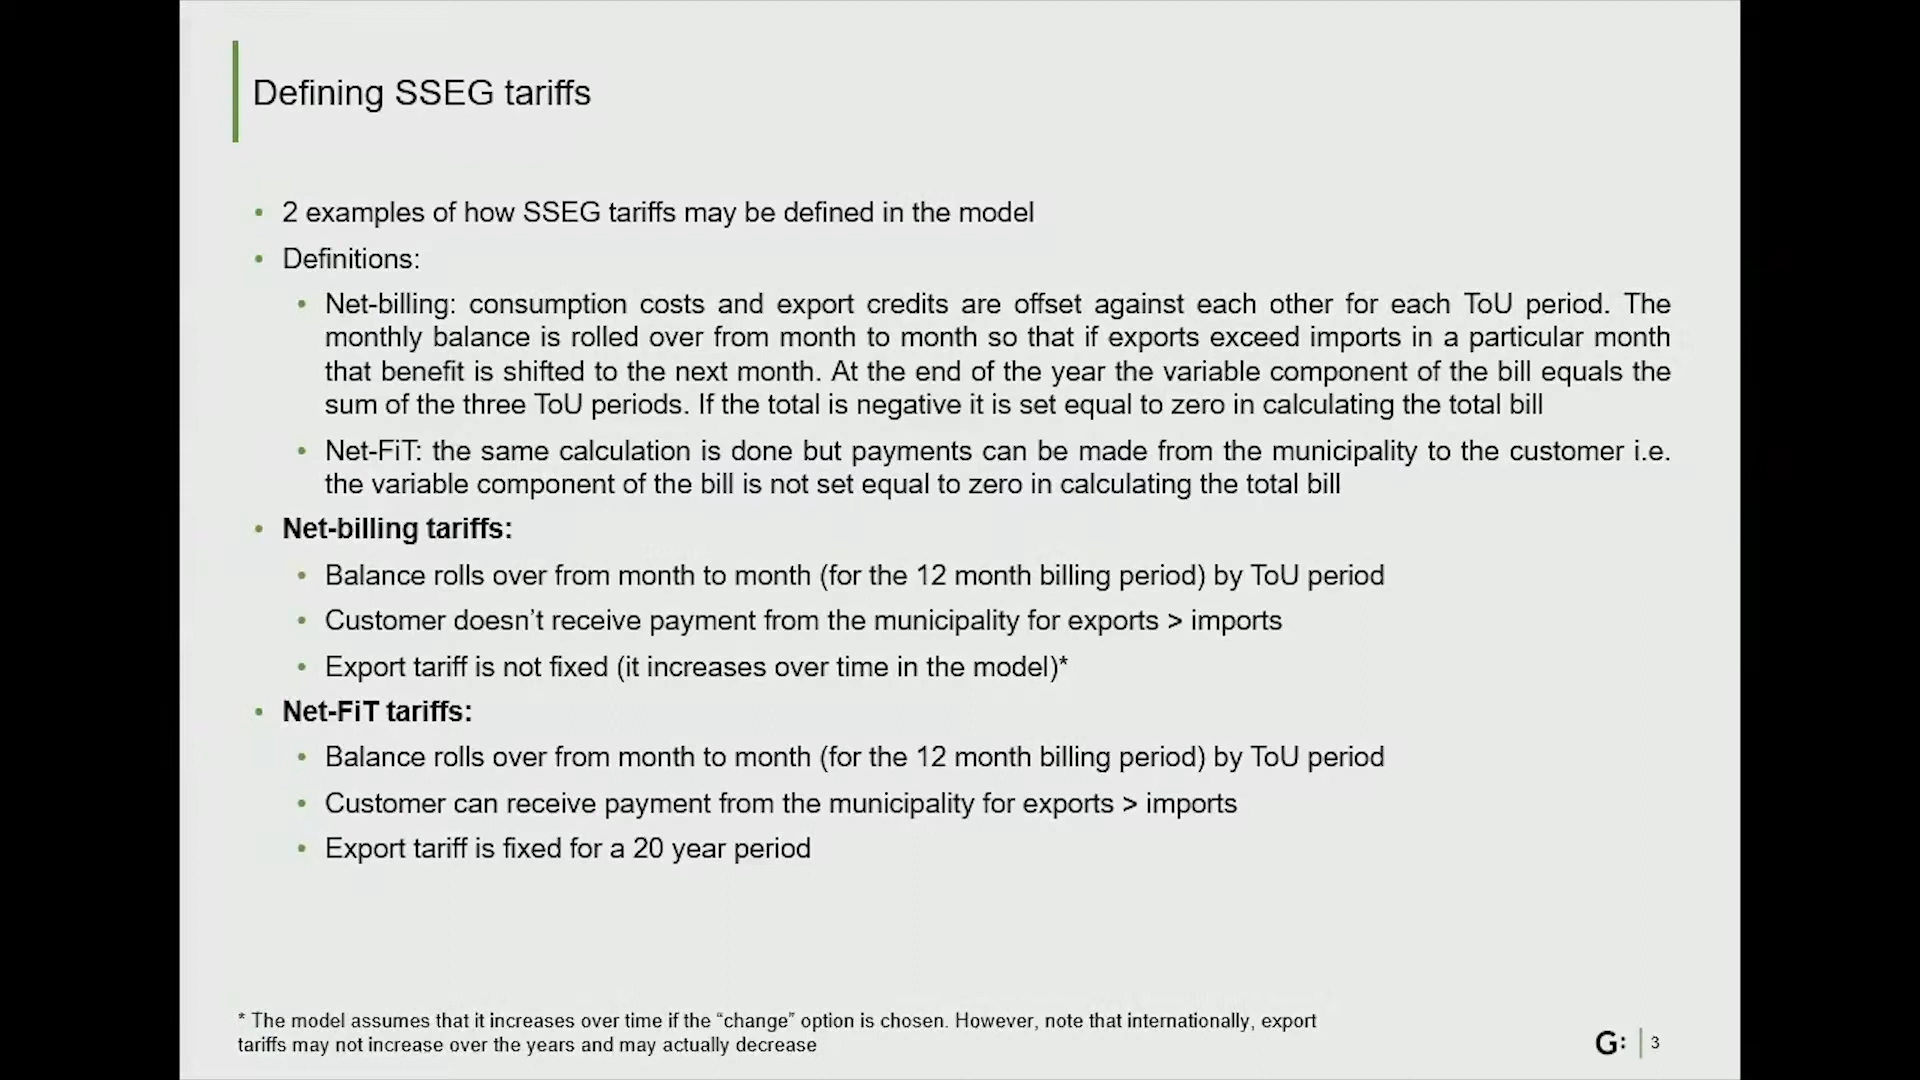 Defining SSEG tariffs
• 2 examples of how SSEG tariffs may be defined in the model
• Definitions:
• Net-billing: consumption costs and export credits are offset against each other for each ToU period. The
monthly balance is rolled over from month to month so that if exports exceed imports in a particular month
that benefit is shifted to the next month. At the end of the year the variable component of the bill equals the
sum of the three ToU periods. If the total is negative it is set equal to zero in calculating the total bill
• Net-FiT: the same calculation is done but payments can be made from the municipality to the customer i.e.
the variable component of the bill is not set equal to zero in calculating the total bill
• Net-billing tariffs:
• Balance rolls over from month to month (for the 12 month billing period) by ToU period
• Customer doesn’t receive payment from the municipality for exports > imports
• Export tariff is not fixed (it increases over time in the model)*
• Net-FiT tariffs:
• Balance rolls over from month to month (for the 12 month billing period) by ToU period
• Customer can receive payment from the municipality for exports > imports
• Export tariff is fixed for a 20 year period
* The model assumes that it increases over time if the “change” option is chosen. However, note that internationally, export
tariffs may not increase over the years and may actually decrease
G: | 3